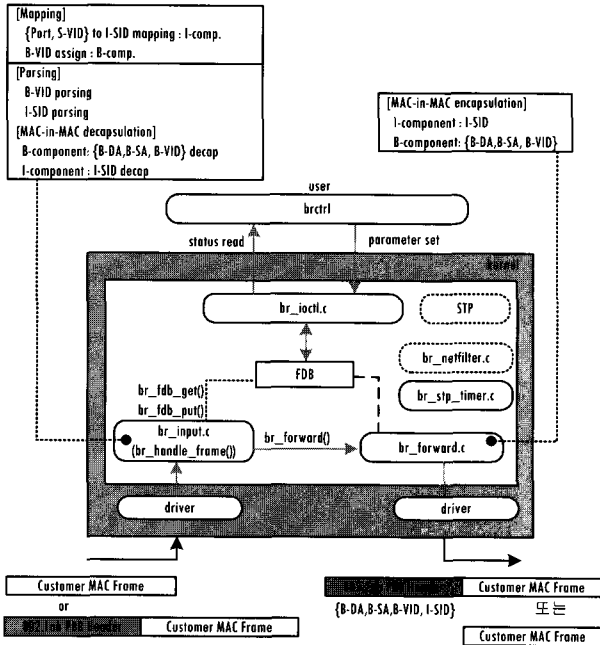 [Mapping]
{Port, S-VID} to I-SID mapping : I-comp.
B-VID assign : B-comp.
[Parsing]
B-VID parsing
I-SID parsing
[MAC-in-MAC decapsulation]
B-component: {B-DA,B-SA, B-VID} decap
I-component : I-SID decap
[MAC-in-MAC encapsulation]
I-component : I-SID
B-component: {B-DA,B-SA, B-VID}
user
brctrl
status read
parameter set
kernel
br_ioctl.c
STP
br_netfilter.c
FDB
br_stp_timer.c
br_fdb_get()
br_fdb_put()
br_input.c
(br_handle_frame())
br_forward()
br_forward.c
driver
driver
Customer MAC Frame
or
802.1ah PBB Header
Customer MAC Frame
Customer MAC Frame
{B-DA,B-SA,B-VID, I-SID}
또는
Customer MAC Frame